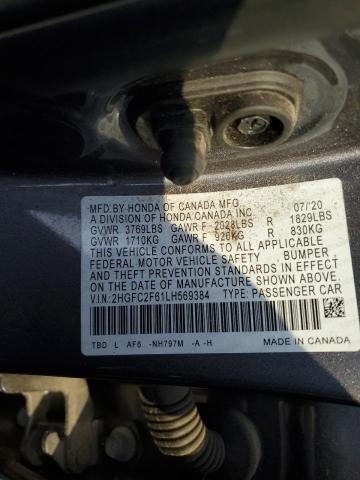 MFD.BY HONDA OF CANADA MFG. 07/20
A DIVISION OF HONDA CANADA INC.
GVWR 3769LBS GAWR F 2028LBS R 1829LBS
GVWR 1710KG GAWR F 920KG R 830KG
THIS VEHICLE CONFORMS TO ALL APPLICABLE
FEDERAL MOTOR VEHICLE SAFETY BUMPER
AND THEFT PREVENTION STANDARDS IN EFFECT
ON THE DATE OF MANUFACTURE SHOWN ABOVE.
V.I.N: 2HGFC2F61LH569384 TYPE: PASSENGER CAR
TBD L AF6 -NH797M -A -H
MADE IN CANADA